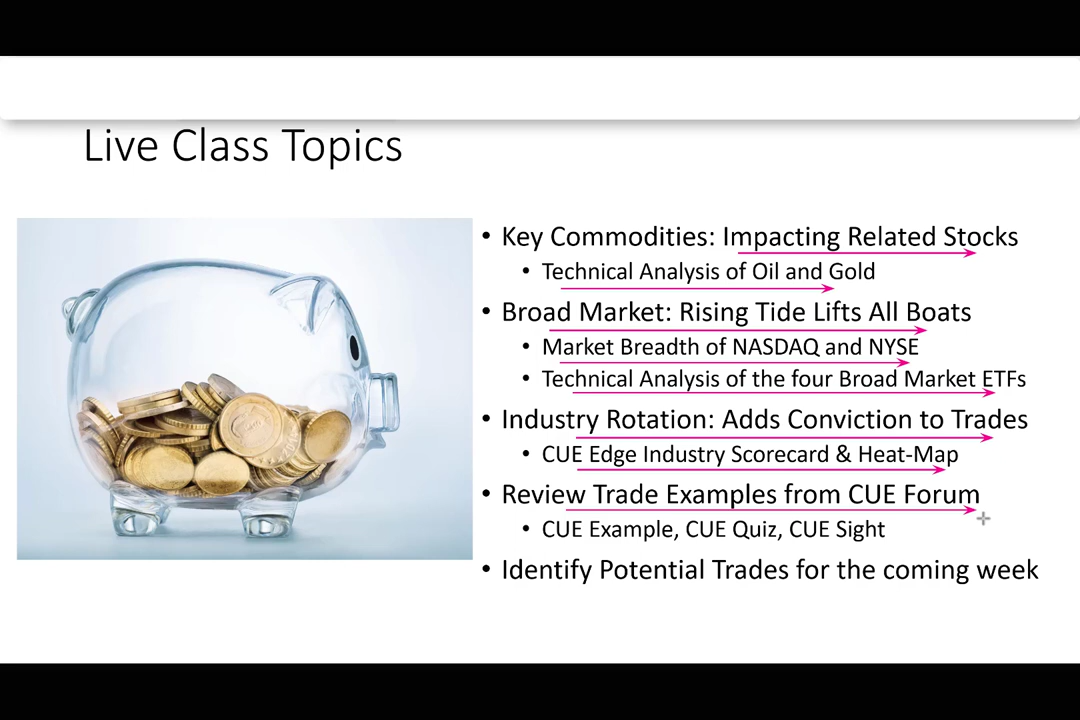 Live Class Topics
• Key Commodities: Impacting Related Stocks
• Technical Analysis of Oil and Gold
• Broad Market: Rising Tide Lifts All Boats
• Market Breadth of NASDAQ and NYSE
• Technical Analysis of the four Broad Market ETFs
• Industry Rotation: Adds Conviction to Trades
• CUE Edge Industry Scorecard & Heat-Map
• Review Trade Examples from CUE Forum
• CUE Example, CUE Quiz, CUE Sight
• Identify Potential Trades for the coming week